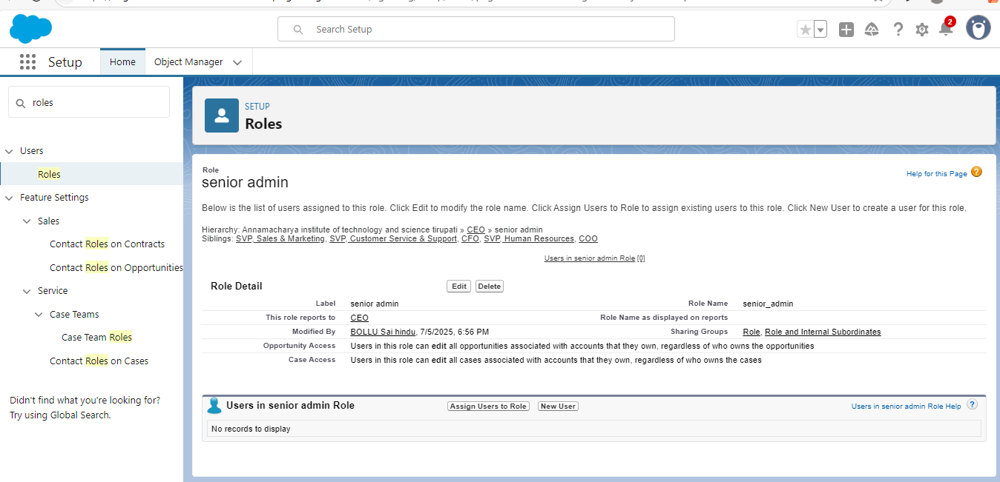 Search Setup
2
Setup
Home
Object Manager
roles
Users
Roles
Feature Settings
Sales
Contact Roles on Contracts
Contact Roles on Opportunities
Service
Case Teams
Case Team Roles
Contact Roles on Cases
Didn't find what you're looking for?
Try using Global Search.
SETUP
Roles
Role
senior admin
Help for this Page ?
Below is the list of users assigned to this role. Click Edit to modify the role name. Click Assign Users to Role to assign existing users to this role. Click New User to create a user for this role.
Hierarchy: Annamacharya institute of technology and science tirupati » CEO » senior admin
Siblings: SVP, Sales & Marketing, SVP, Customer Service & Support, CFO, SVP, Human Resources, COO
Users in senior admin Role [0]
Role Detail Edit Delete
Label senior admin Role Name senior_admin
This role reports to CEO Role Name as displayed on reports
Modified By BOLLU Sai hindu, 7/5/2025, 6:56 PM Sharing Groups Role, Role and Internal Subordinates
Opportunity Access Users in this role can edit all opportunities associated with accounts that they own, regardless of who owns the opportunities
Case Access Users in this role can edit all cases associated with accounts that they own, regardless of who owns the cases
Users in senior admin Role Assign Users to Role New User Users in senior admin Role Help ?
No records to display